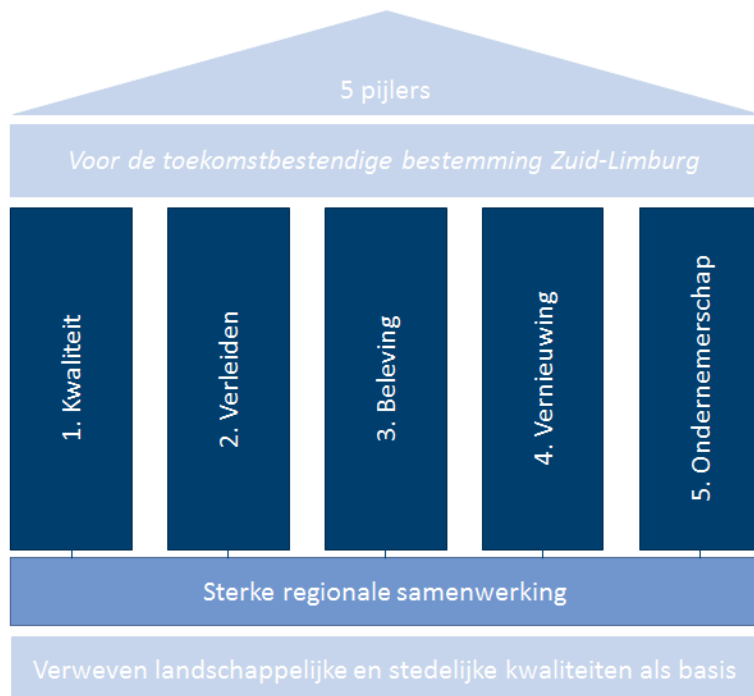 5 pijlers
Voor de toekomstbestendige bestemming Zuid-Limburg
1. Kwaliteit
2. Verleiden
3. Beleving
4. Vernieuwing
5. Ondernemerschap
Sterke regionale samenwerking
Verweven landschappelijke en stedelijke kwaliteiten als basis